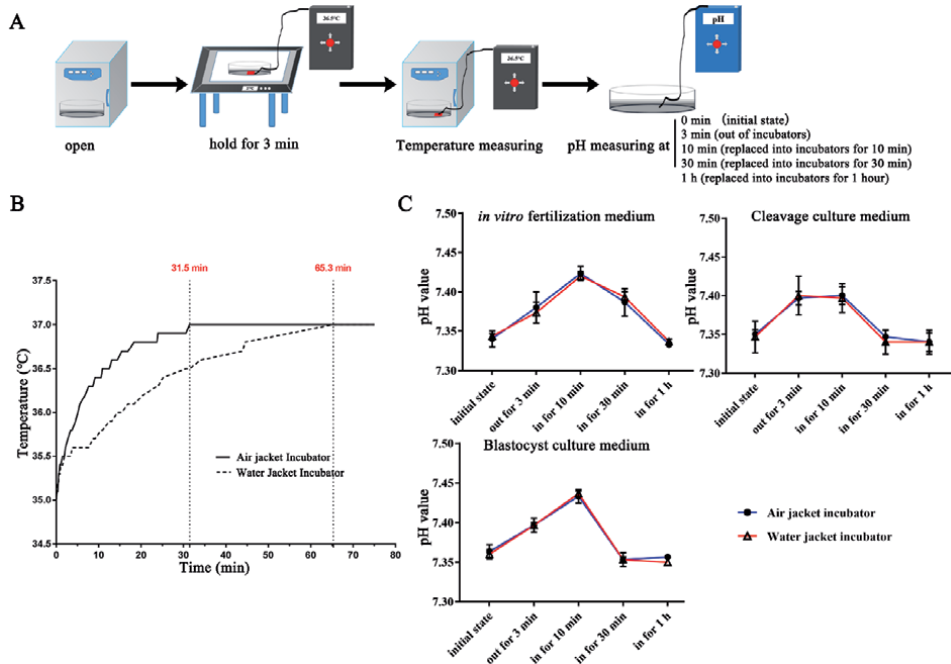 A
36.5°C
36.5°C
pH
open
hold for 3 min
Temperature measuring
pH measuring at
0 min （initial state）
3 min (out of incubators)
10 min (replaced into incubators for 10 min)
30 min (replaced into incubators for 30 min)
1 h (replaced into incubators for 1 hour)
B
31.5 min
65.3 min
Temperature (°C)
37.5
37.0
36.5
36.0
35.5
35.0
34.5
Air jacket Incubator
Water Jacket Incubator
0 10 20 30 40 50 60 70 80
Time (min)
C
in vitro fertilization medium
pH value
7.50
7.45
7.40
7.35
7.30
initial state
out for 3 min
in for 10 min
in for 30 min
in for 1 h
Cleavage culture medium
pH value
7.50
7.45
7.40
7.35
7.30
initial state
out for 3 min
in for 10 min
in for 30 min
in for 1 h
Blastocyst culture medium
pH value
7.50
7.45
7.40
7.35
7.30
initial state
out for 3 min
in for 10 min
in for 30 min
in for 1 h
Air jacket incubator
Water jacket incubator